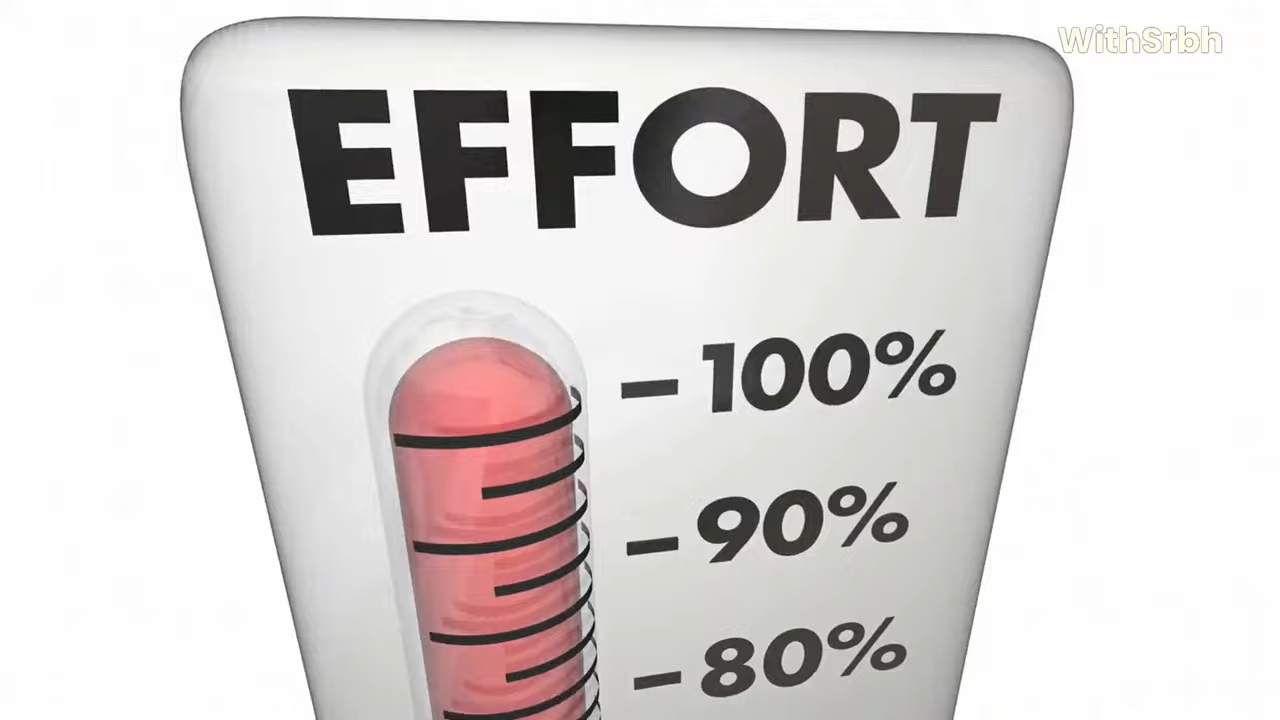 WithSrbh
EFFORT
– 100%
– 90%
– 80%